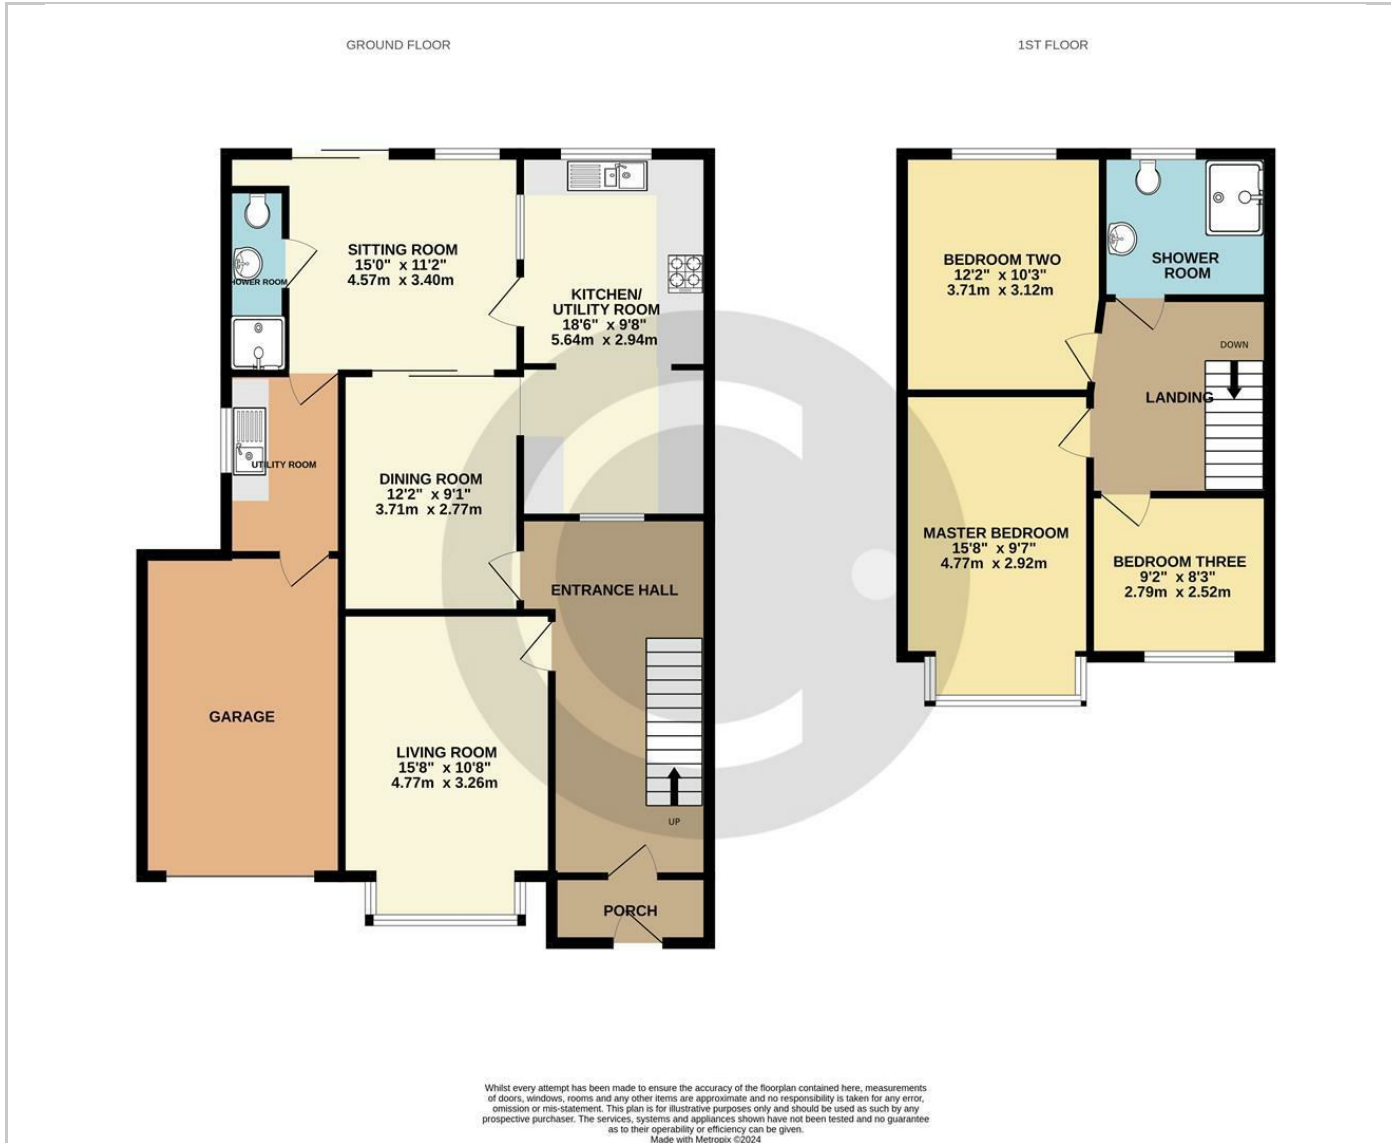 GROUND FLOOR
1ST FLOOR
SITTING ROOM
15'0" x 11'2"
4.57m x 3.40m
SHOWER ROOM
KITCHEN/
UTILITY ROOM
18'6" x 9'8"
5.64m x 2.94m
UTILITY ROOM
DINING ROOM
12'2" x 9'1"
3.71m x 2.77m
ENTRANCE HALL
GARAGE
LIVING ROOM
15'8" x 10'8"
4.77m x 3.26m
UP
PORCH
BEDROOM TWO
12'2" x 10'3"
3.71m x 3.12m
SHOWER
ROOM
DOWN
LANDING
MASTER BEDROOM
15'8" x 9'7"
4.77m x 2.92m
BEDROOM THREE
9'2" x 8'3"
2.79m x 2.52m
Whilst every attempt has been made to ensure the accuracy of the floorplan contained here, measurements
of doors, windows, rooms and any other items are approximate and no responsibility is taken for any error,
omission or mis-statement. This plan is for illustrative purposes only and should be used as such by any
prospective purchaser. The services, systems and appliances shown have not been tested and no guarantee
as to their operability or efficiency can be given.
Made with Metropix ©2024